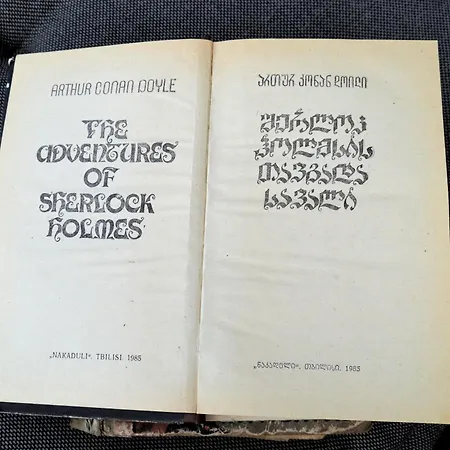 ARTHUR CONAN DOYLE
THE
ADVENTURES
OF
SHERLOCK
HOLMES
„NAKADULI“. TBILISI. 1985
ართურ კონან დოილი
შერლოკ
ჰოლმსის
თავგადა
სავალი
„ნაკადული“. თბილისი. 1985